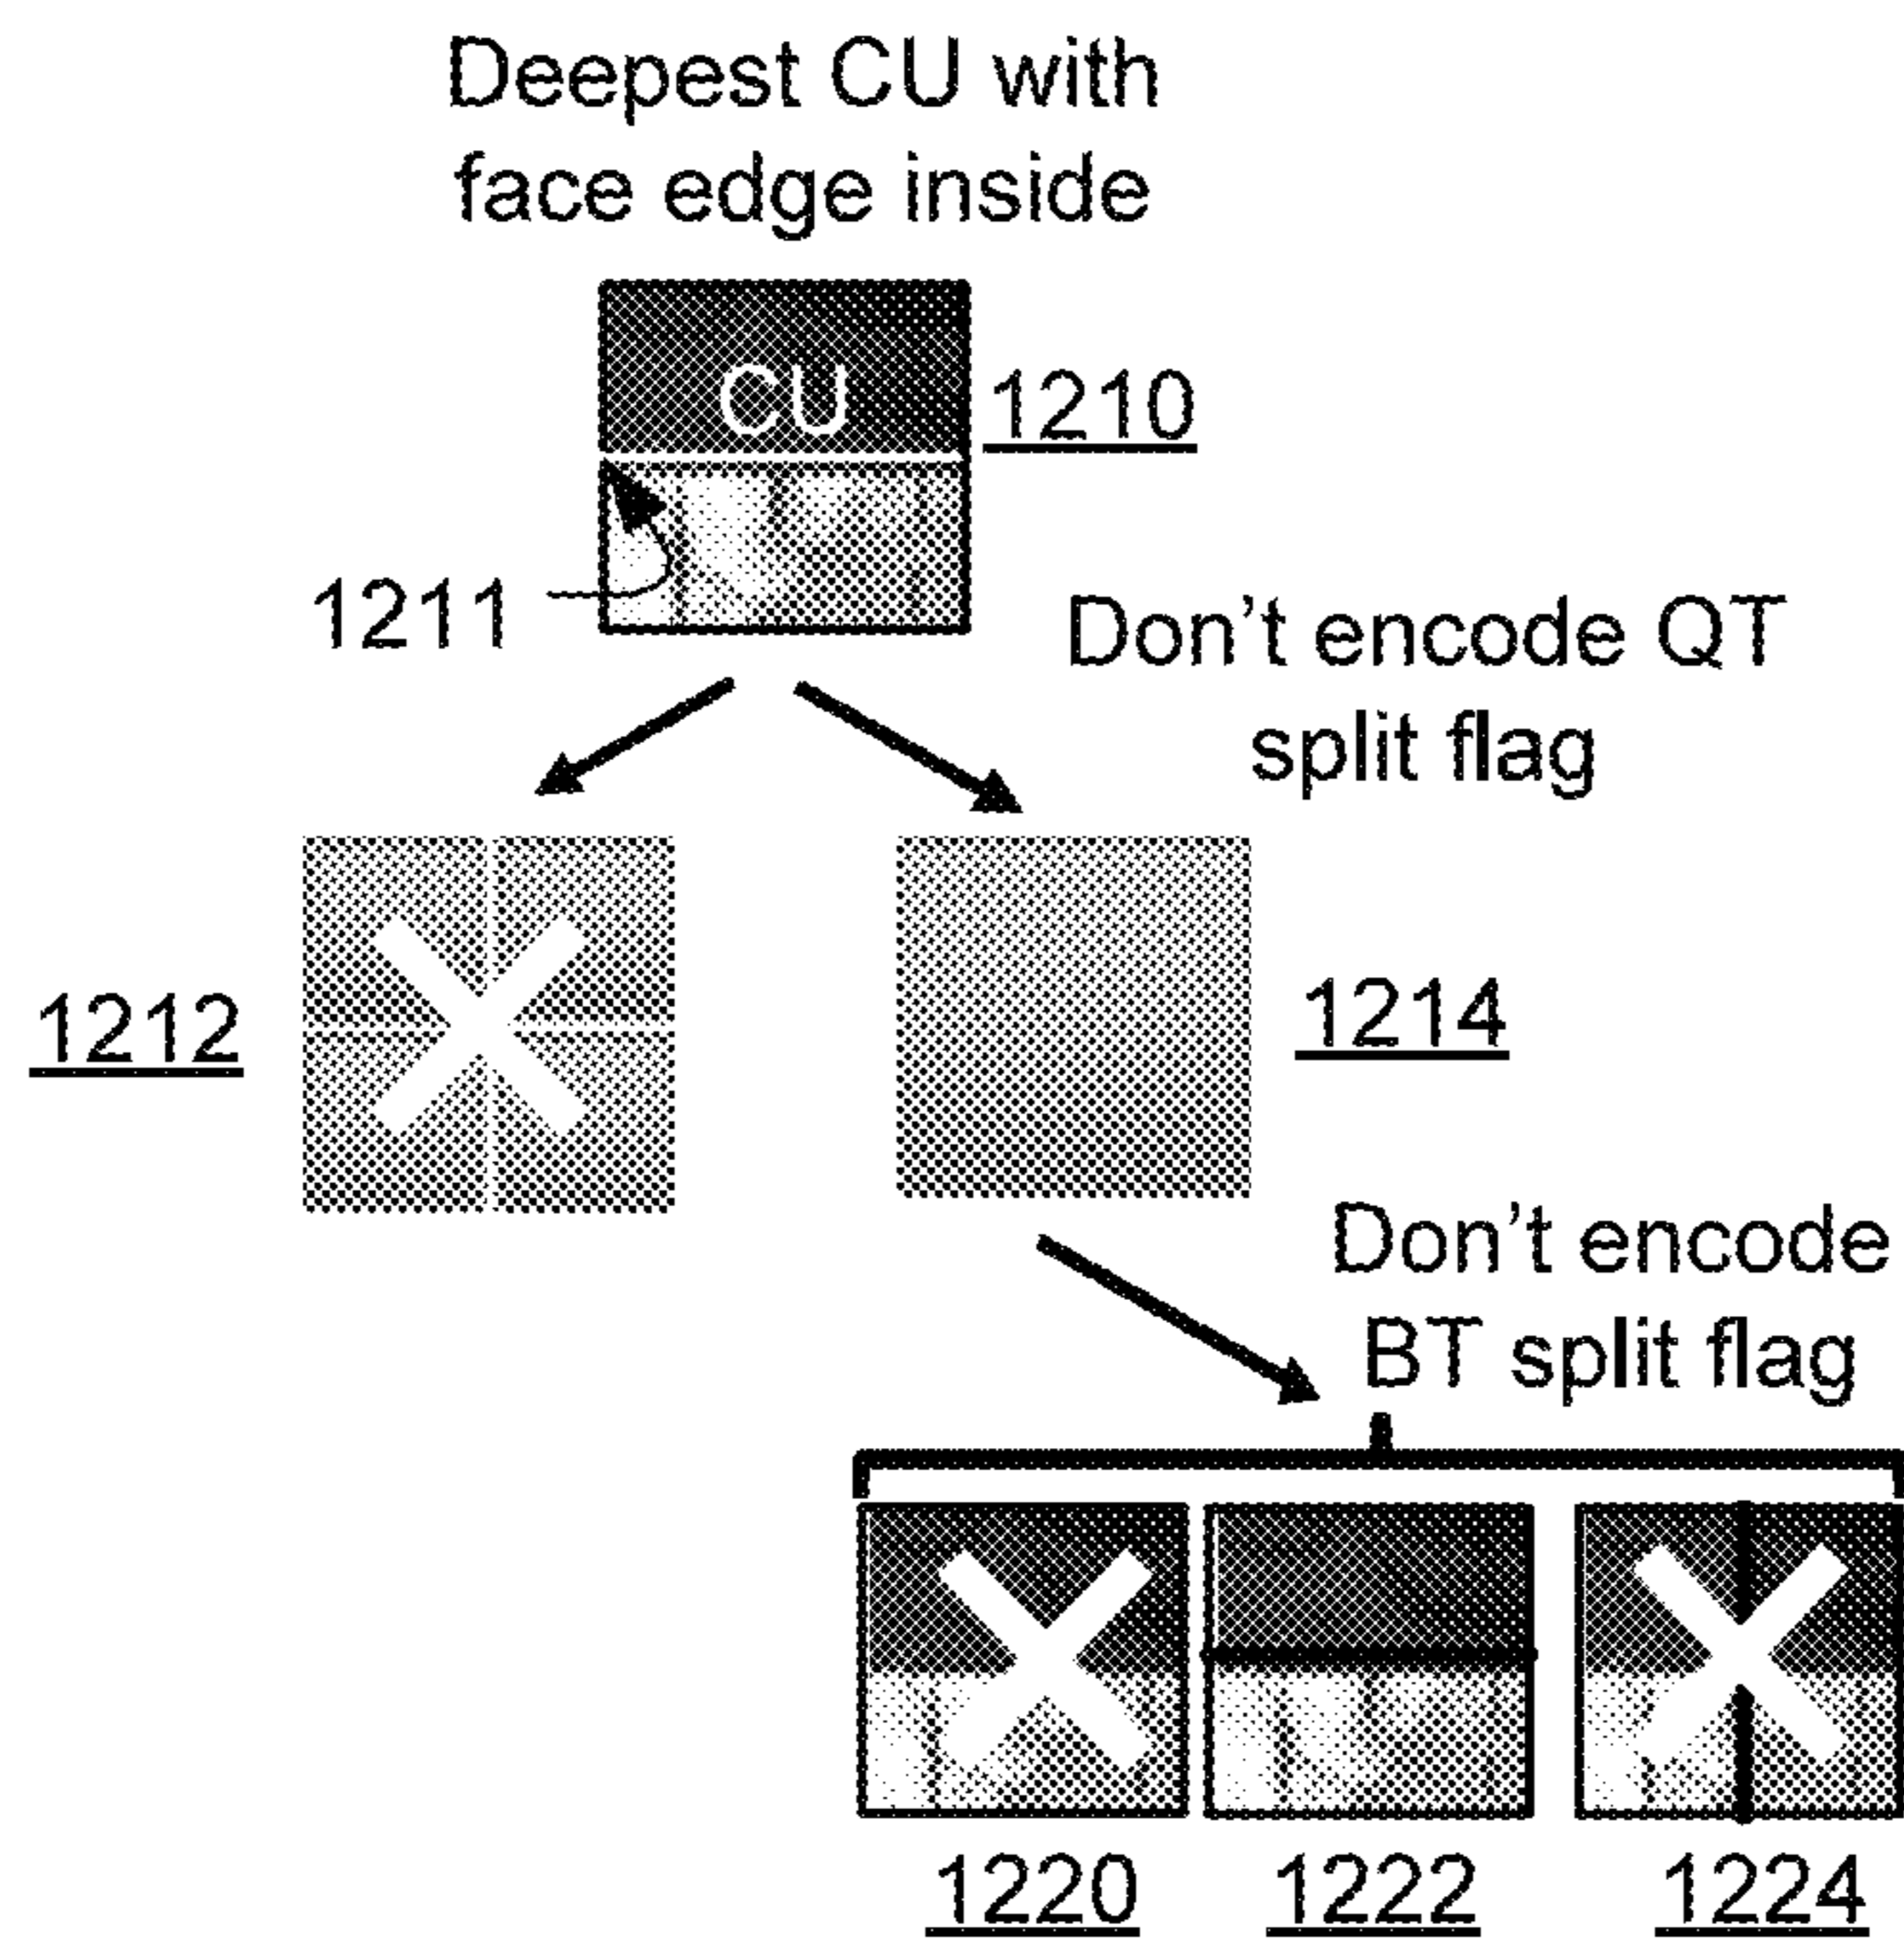 Deepest CU with
face edge inside
CU
1210
1211
Don't encode QT
split flag
1212
1214
Don't encode
BT split flag
1220
1222
1224